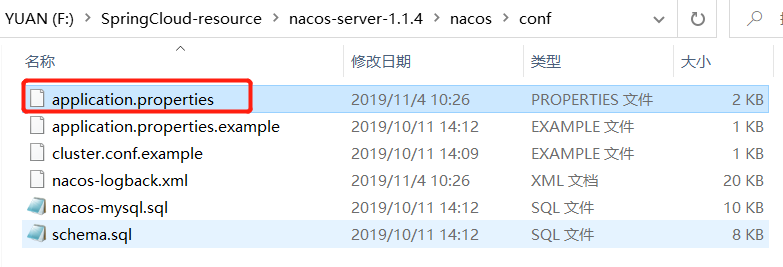 YUAN (F:) > SpringCloud-resource > nacos-server-1.1.4 > nacos > conf
名称 修改日期 类型 大小
application.properties 2019/11/4 10:26 PROPERTIES 文件 2 KB
application.properties.example 2019/10/11 14:12 EXAMPLE 文件 1 KB
cluster.conf.example 2019/10/11 14:09 EXAMPLE 文件 1 KB
nacos-logback.xml 2019/11/4 10:26 XML 文档 20 KB
nacos-mysql.sql 2019/10/11 14:12 SQL 文件 10 KB
schema.sql 2019/10/11 14:12 SQL 文件 8 KB